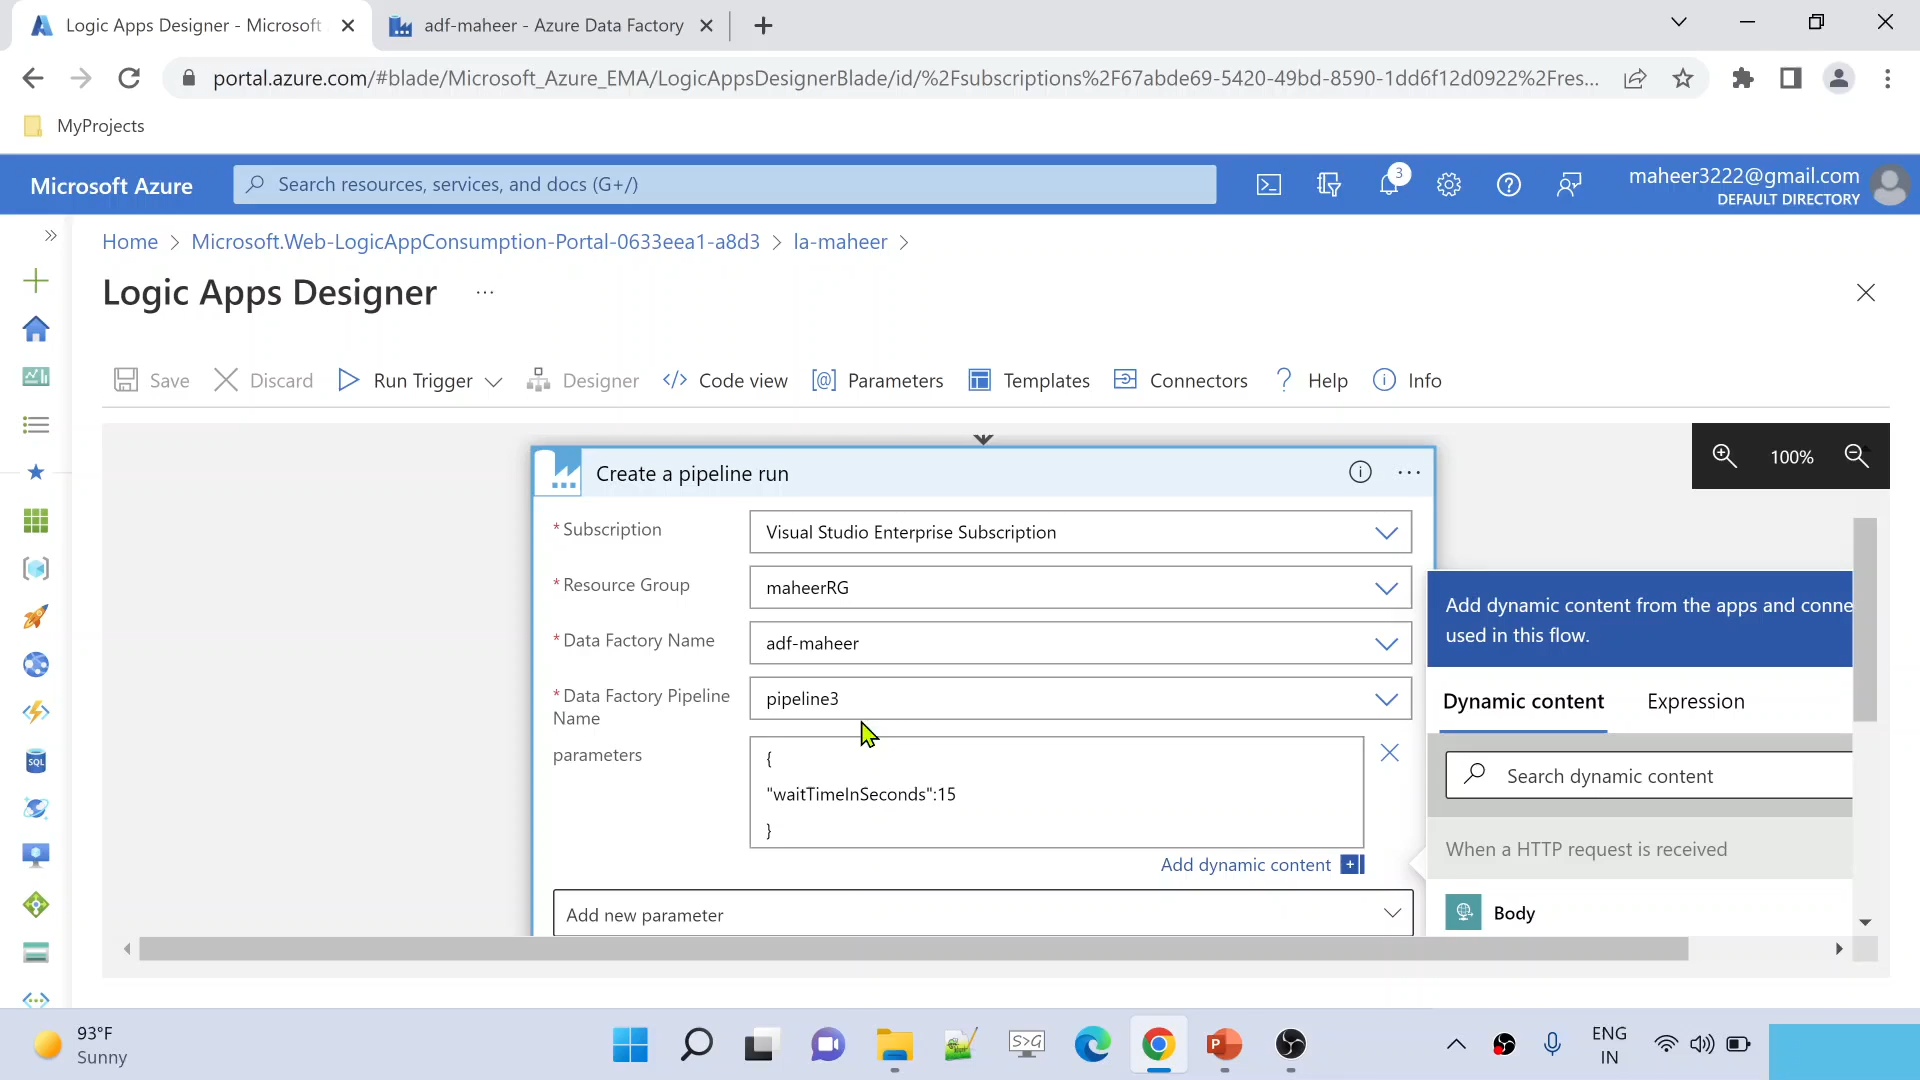 Logic Apps Designer - Microsoft
adf-maheer - Azure Data Factory
portal.azure.com/#blade/Microsoft_Azure_EMA/LogicAppsDesignerBlade/id/%2Fsubscriptions%2F67abde69-5420-49bd-8590-1dd6f12d0922%2Fres...
MyProjects
Microsoft Azure
Search resources, services, and docs (G+/)
3
maheer3222@gmail.com
DEFAULT DIRECTORY
Home > Microsoft.Web-LogicAppConsumption-Portal-0633eea1-a8d3 > la-maheer >
Logic Apps Designer ...
Save Discard Run Trigger Designer Code view Parameters Templates Connectors Help Info
Create a pipeline run
100%
* Subscription
Visual Studio Enterprise Subscription
* Resource Group
maheerRG
* Data Factory Name
adf-maheer
* Data Factory Pipeline
Name
pipeline3
parameters
{
"waitTimeInSeconds":15
}
Add dynamic content
Add new parameter
Add dynamic content from the apps and conne
used in this flow.
Dynamic content Expression
Search dynamic content
When a HTTP request is received
Body
SQL
93°F
Sunny
S>G
P
ENG
IN